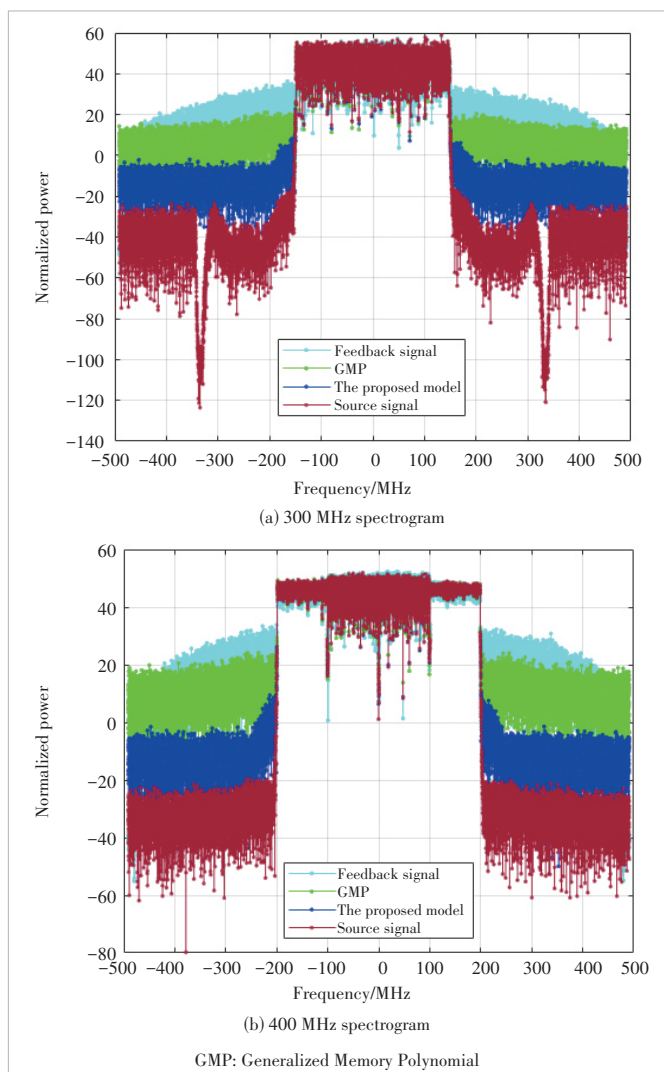 60
40
20
0
−20
−40
−60
−80
−100
−120
−140
Normalized power
Feedback signal
GMP
The proposed model
Source signal
−500 −400 −300 −200 −100 0 100 200 300 400 500
Frequency/MHz
(a) 300 MHz spectrogram
60
40
20
0
−20
−40
−60
−80
Normalized power
Feedback signal
GMP
The proposed model
Source signal
−500 −400 −300 −200 −100 0 100 200 300 400 500
Frequency/MHz
(b) 400 MHz spectrogram
GMP: Generalized Memory Polynomial